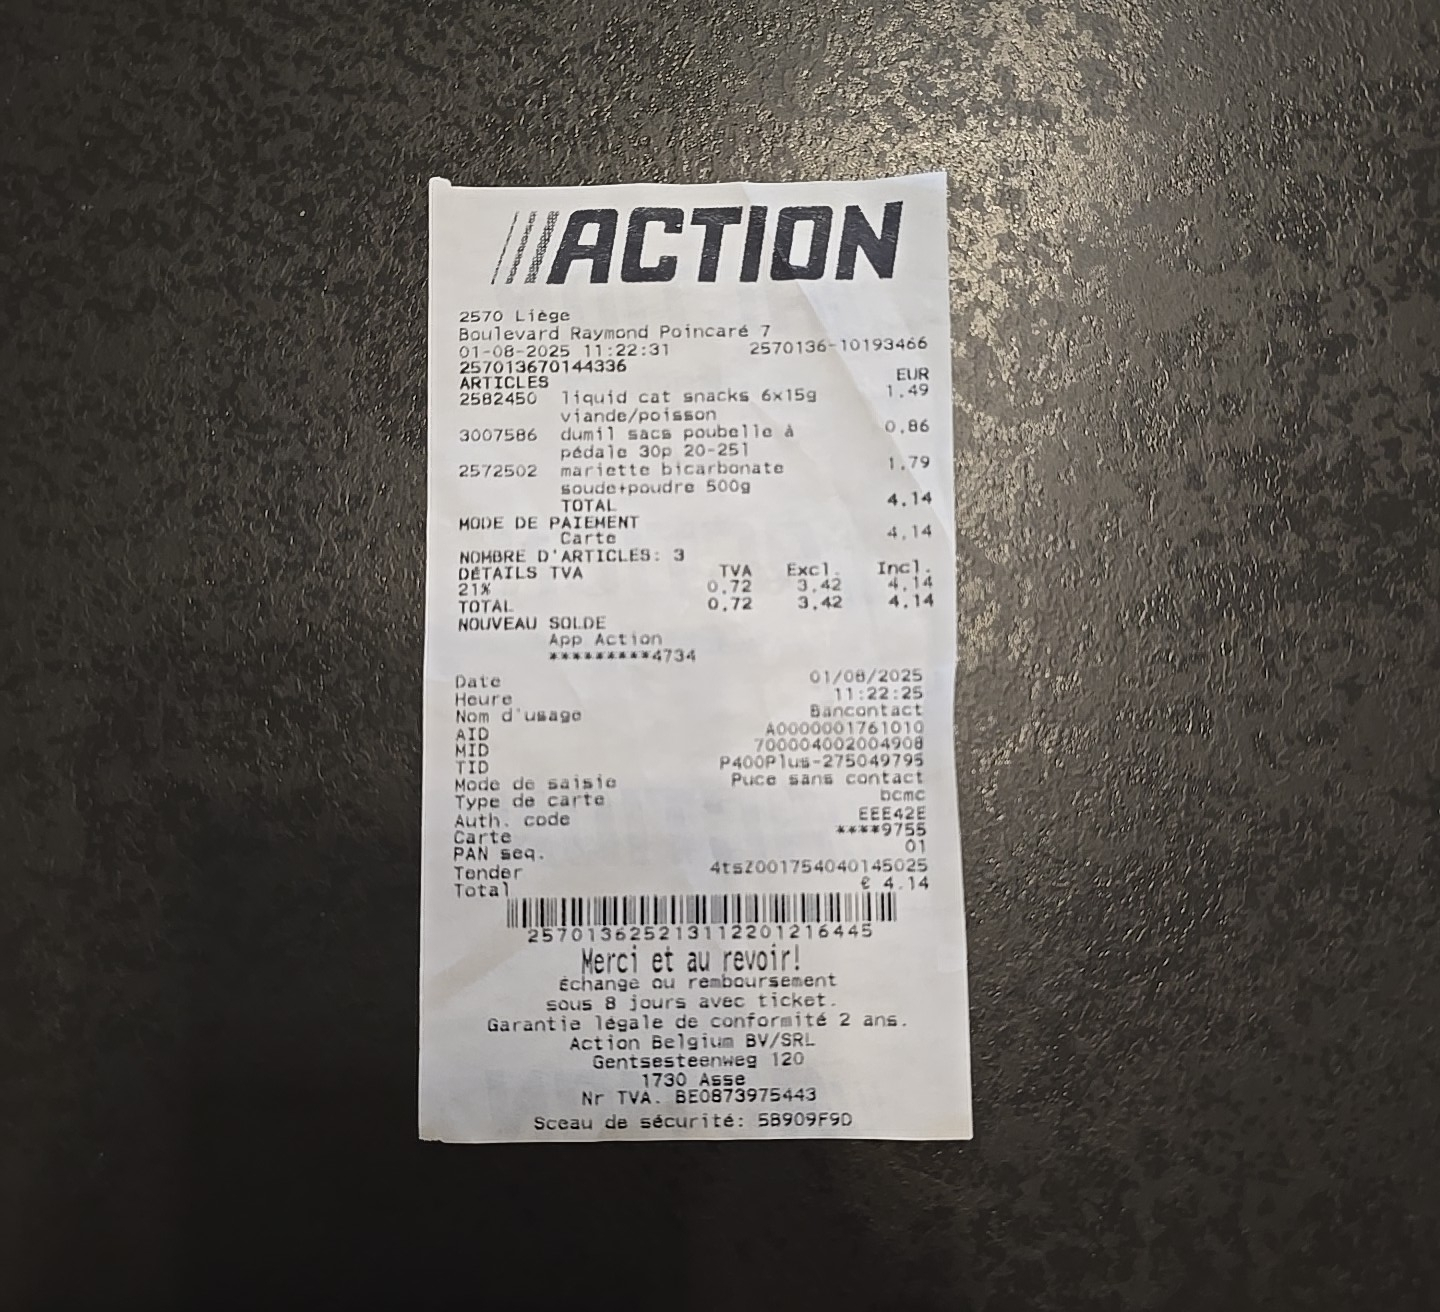 ACTION
2570 Liège
Boulevard Raymond Poincaré 7
01-08-2025 11:22:31 2570136-10193466
257013670144336
ARTICLES EUR
2582450 liquid cat snacks 6x15g 1.49
viande/poisson
3007586 dumil sacs poubelle à 0.86
pédale 30p 20-25l
2572502 mariette bicarbonate 1.79
soude+poudre 500g
TOTAL 4.14
MODE DE PAIEMENT
Carte 4.14
NOMBRE D'ARTICLES: 3
DÉTAILS TVA TVA Excl. Incl.
21% 0.72 3.42 4.14
TOTAL 0.72 3.42 4.14
NOUVEAU SOLDE
App Action
*********4734
Date 01/08/2025
Heure 11:22:25
Nom d'usage Bancontact
AID A0000001761010
MID 700004002004908
TID P400Plus-275049795
Mode de saisie Puce sans contact
Type de carte bcmc
Auth. code EEE42E
Carte ****9755
PAN seq. 01
Tender 4tsZ001754040145025
Total € 4.14
2570136252131122012​16445
Merci et au revoir!
Échange ou remboursement
sous 8 jours avec ticket.
Garantie légale de conformité 2 ans.
Action Belgium BV/SRL
Gentsesteenweg 120
1730 Asse
Nr TVA. BE0873975443
Sceau de sécurité: 5B909F9D